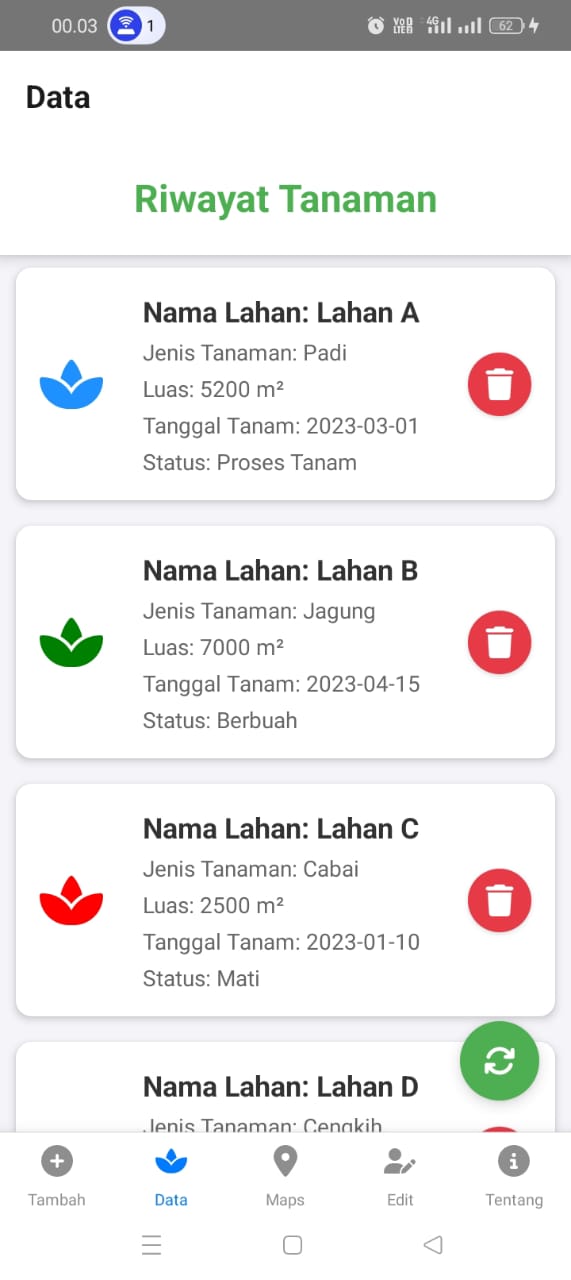 00.03
1
VoD
LTE
4G
62
Data
Riwayat Tanaman
Nama Lahan: Lahan A
Jenis Tanaman: Padi
Luas: 5200 m²
Tanggal Tanam: 2023-03-01
Status: Proses Tanam
Nama Lahan: Lahan B
Jenis Tanaman: Jagung
Luas: 7000 m²
Tanggal Tanam: 2023-04-15
Status: Berbuah
Nama Lahan: Lahan C
Jenis Tanaman: Cabai
Luas: 2500 m²
Tanggal Tanam: 2023-01-10
Status: Mati
Nama Lahan: Lahan D
Jenis Tanaman: Cengkih
Tambah
Data
Maps
Edit
Tentang